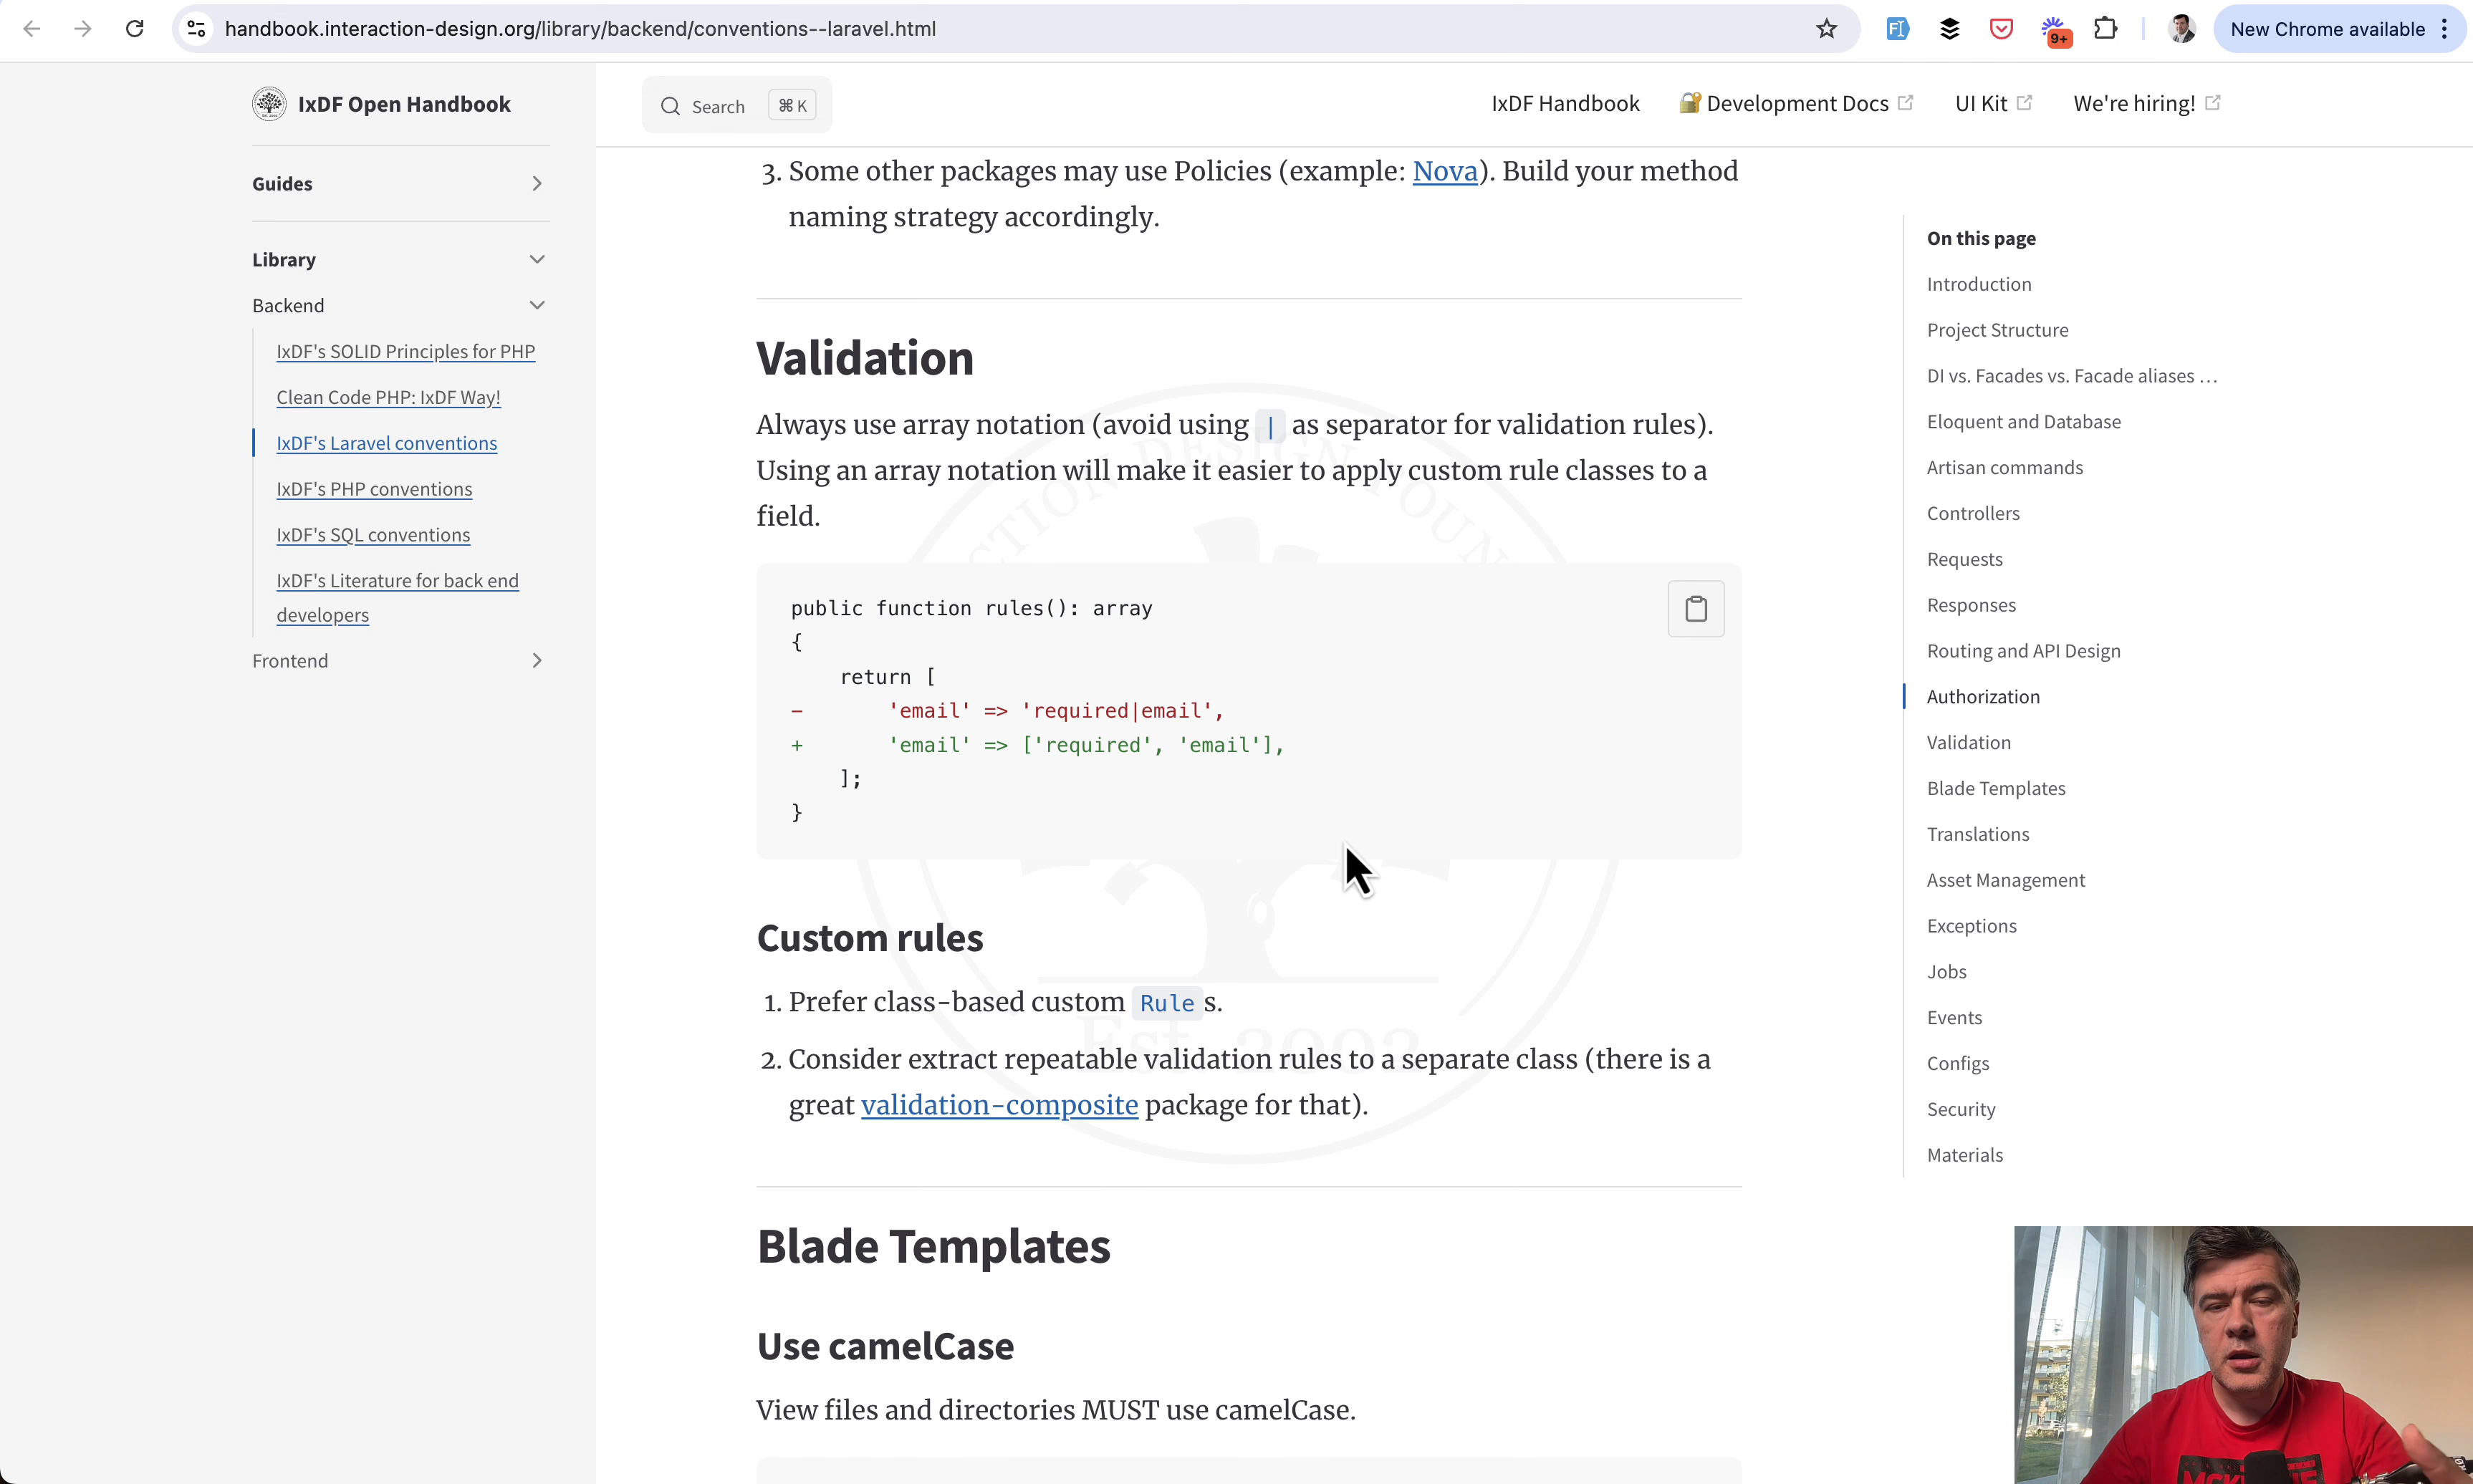 handbook.interaction-design.org/library/backend/conventions--laravel.html
9+
New Chrome available
IxDF Open Handbook
Search
⌘ K
IxDF Handbook
🔐 Development Docs
UI Kit
We're hiring!
Guides
Library
Backend
IxDF's SOLID Principles for PHP
Clean Code PHP: IxDF Way!
IxDF's Laravel conventions
IxDF's PHP conventions
IxDF's SQL conventions
IxDF's Literature for back end
developers
Frontend
3. Some other packages may use Policies (example: Nova). Build your method
naming strategy accordingly.
Validation
Always use array notation (avoid using | as separator for validation rules).
Using an array notation will make it easier to apply custom rule classes to a
field.
public function rules(): array
{
    return [
-       'email' => 'required|email',
+       'email' => ['required', 'email'],
    ];
}
Custom rules
1. Prefer class-based custom Rule s.
2. Consider extract repeatable validation rules to a separate class (there is a
great validation-composite package for that).
Blade Templates
Use camelCase
View files and directories MUST use camelCase.
On this page
Introduction
Project Structure
DI vs. Facades vs. Facade aliases …
Eloquent and Database
Artisan commands
Controllers
Requests
Responses
Routing and API Design
Authorization
Validation
Blade Templates
Translations
Asset Management
Exceptions
Jobs
Events
Configs
Security
Materials